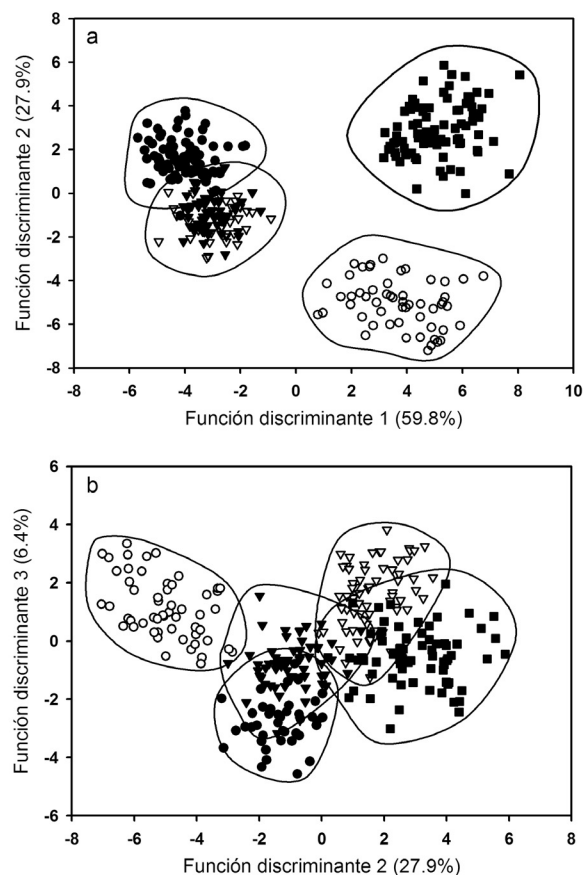 a
8
6
4
2
0
-2
-4
-6
-8
Función discriminante 2 (27.9%)
-8 -6 -4 -2 0 2 4 6 8 10
Función discriminante 1 (59.8%)
b
6
4
2
0
-2
-4
-6
Función discriminante 3 (6.4%)
-8 -6 -4 -2 0 2 4 6 8
Función discriminante 2 (27.9%)